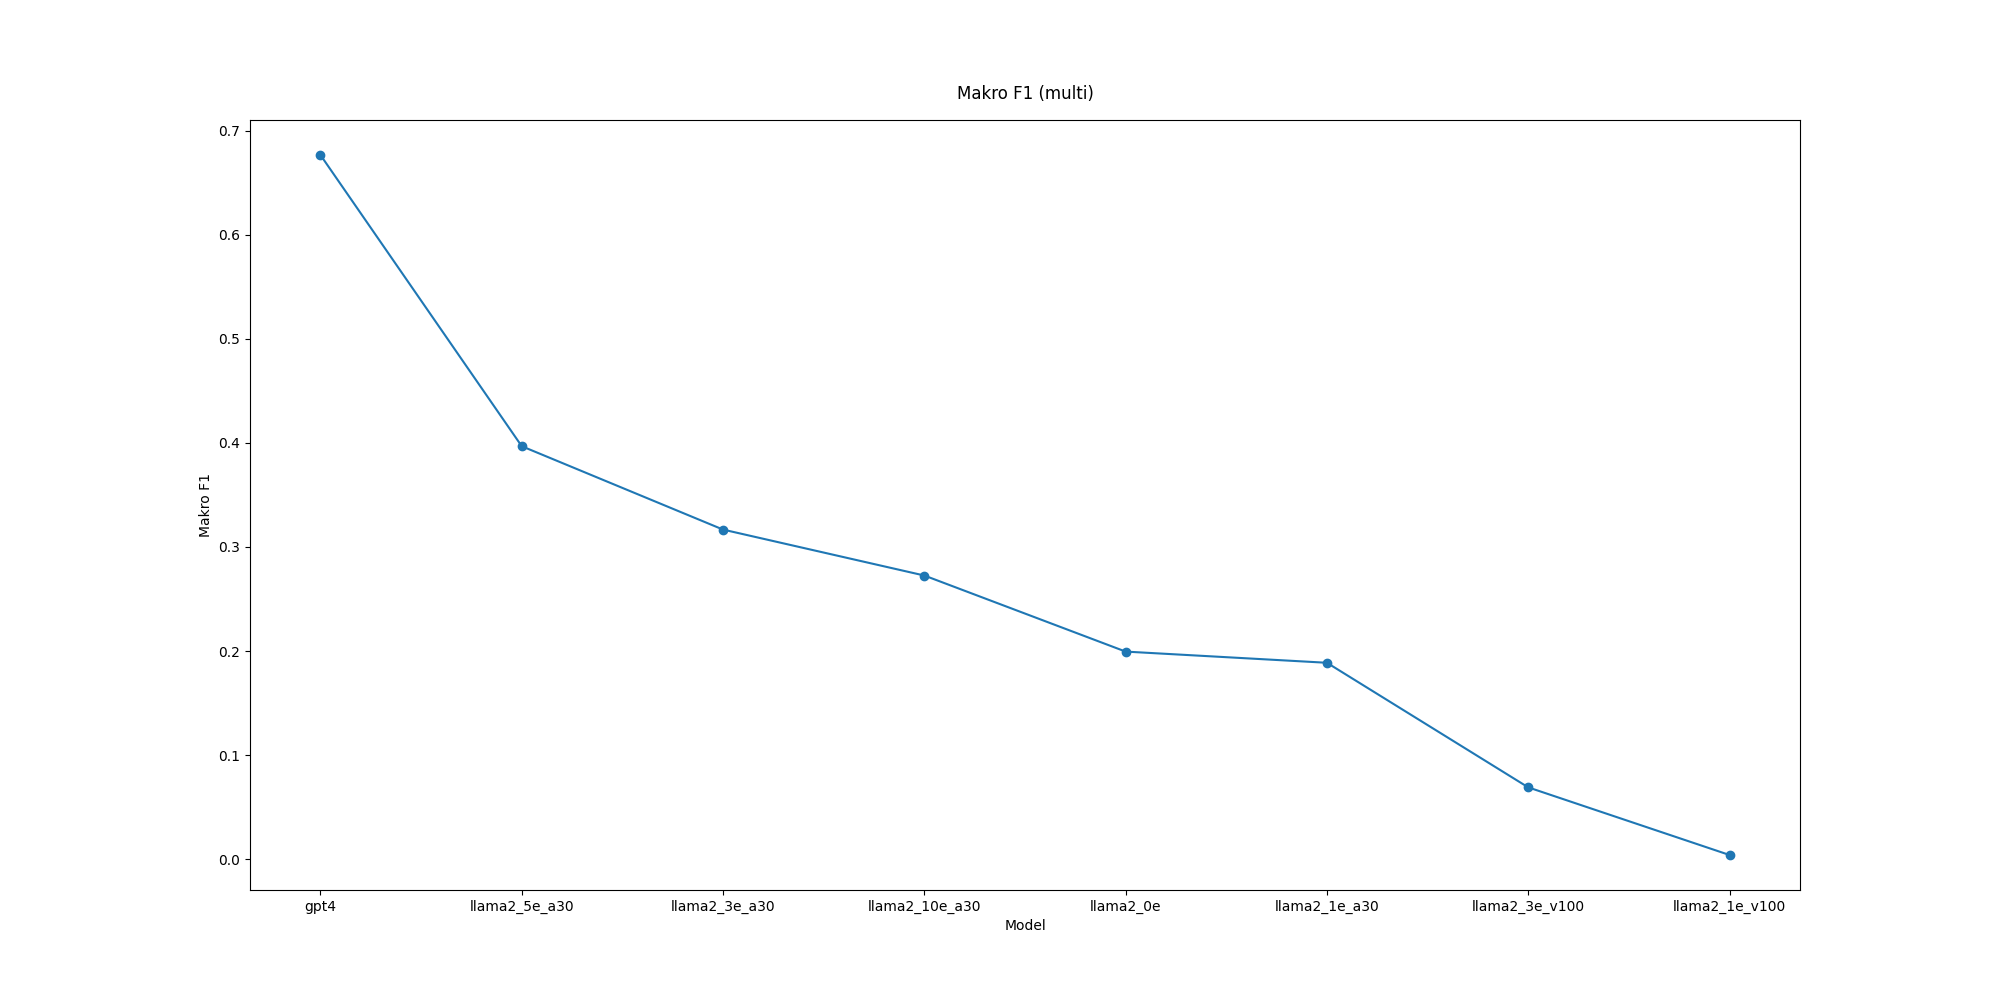 Makro F1 (multi)
0.7
0.6
0.5
0.4
0.3
0.2
0.1
0.0
Makro F1
gpt4 llama2_5e_a30 llama2_3e_a30 llama2_10e_a30 llama2_0e llama2_1e_a30 llama2_3e_v100 llama2_1e_v100
Model